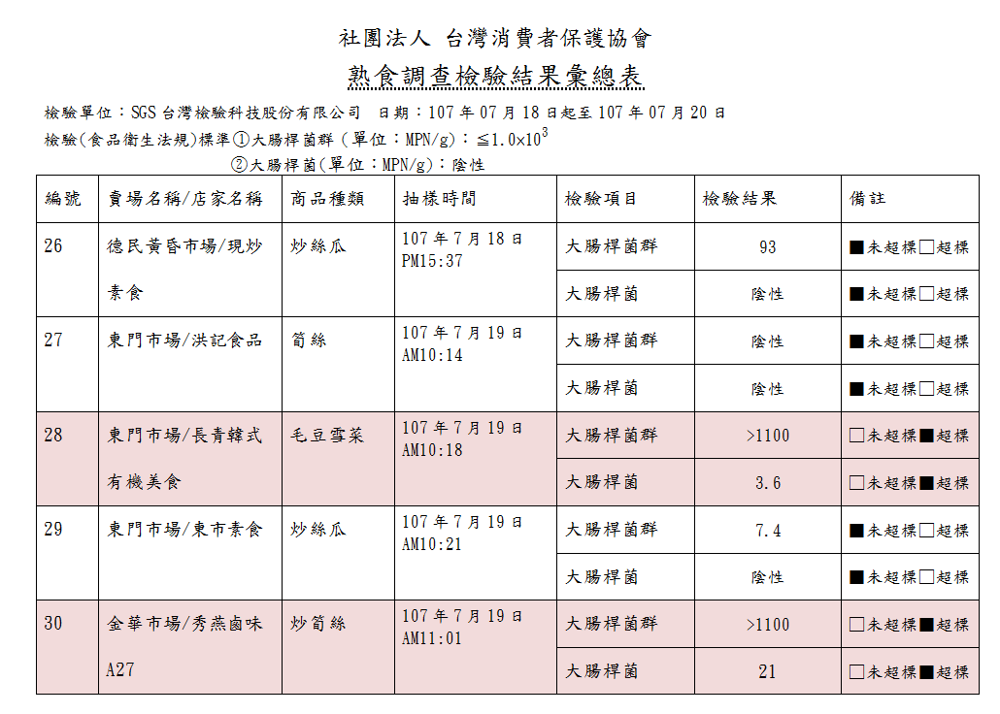 社團法人 台灣消費者保護協會
熟食調查檢驗結果彙總表
檢驗單位：SGS台灣檢驗科技股份有限公司 日期：107年07月18日起至107年07月20日
檢驗(食品衛生法規)標準①大腸桿菌群(單位：MPN/g)：≦1.0×10³
②大腸桿菌(單位：MPN/g)：陰性
編號 賣場名稱/店家名稱 商品種類 抽樣時間 檢驗項目 檢驗結果 備註
26 德民黃昏市場/現炒 炒絲瓜 107年7月18日 大腸桿菌群 93 ■未超標□超標
PM15:37
素食 大腸桿菌 陰性 ■未超標□超標
27 東門市場/洪記食品 筍絲 107年7月19日 大腸桿菌群 陰性 ■未超標□超標
AM10:14
大腸桿菌 陰性 ■未超標□超標
28 東門市場/長青韓式 毛豆雪菜 107年7月19日 大腸桿菌群 >1100 □未超標■超標
AM10:18
有機美食 大腸桿菌 3.6 □未超標■超標
29 東門市場/東市素食 炒絲瓜 107年7月19日 大腸桿菌群 7.4 ■未超標□超標
AM10:21
大腸桿菌 陰性 ■未超標□超標
30 金華市場/秀燕鹵味 炒筍絲 107年7月19日 大腸桿菌群 >1100 □未超標■超標
AM11:01
A27 大腸桿菌 21 □未超標■超標